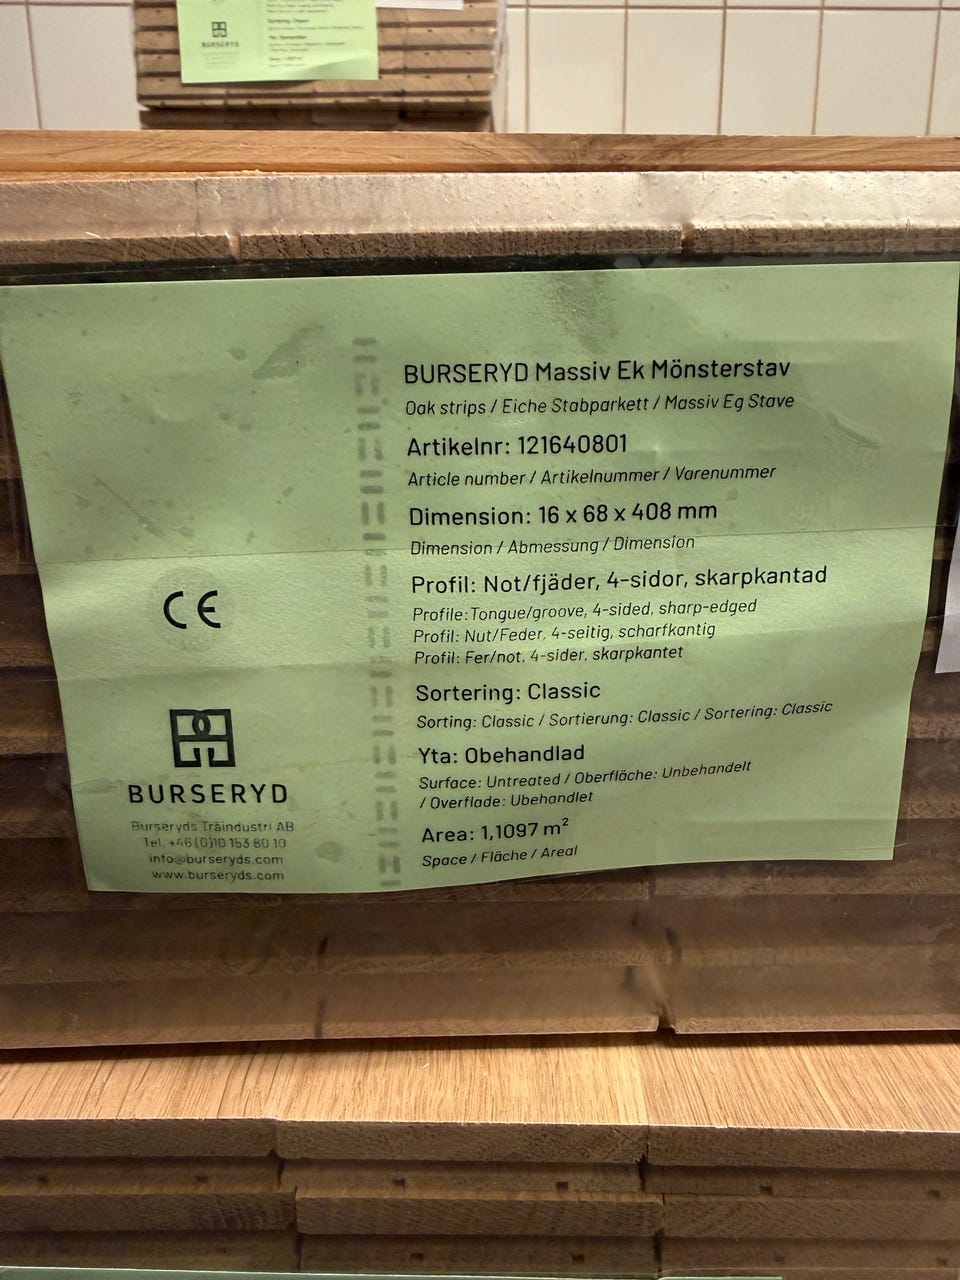 BURSERYD
BURSERYD Massiv Ek Mönsterstav
Oak strips / Eiche Stabparkett / Massiv Eg Stave
Artikelnr: 121640801
Article number / Artikelnummer / Varenummer
Dimension: 16 x 68 x 408 mm
Dimension / Abmessung / Dimension
Profil: Not/fjäder, 4-sidor, skarpkantad
Profile: Tongue/groove, 4-sided, sharp-edged
Profil: Nut/Feder, 4-seitig, scharfkantig
Profil: Fer/not, 4-sider, skarpkantet
Sortering: Classic
Sorting: Classic / Sortierung: Classic / Sortering: Classic
Yta: Obehandlad
Surface: Untreated / Oberfläche: Unbehandelt
/ Overflade: Ubehandlet
Area: 1,1097 m²
Space / Fläche / Areal
CE
BURSERYD
Burseryds Träindustri AB
Tel. +46(0)10 153 80 10
info@burseryds.com
www.burseryds.com